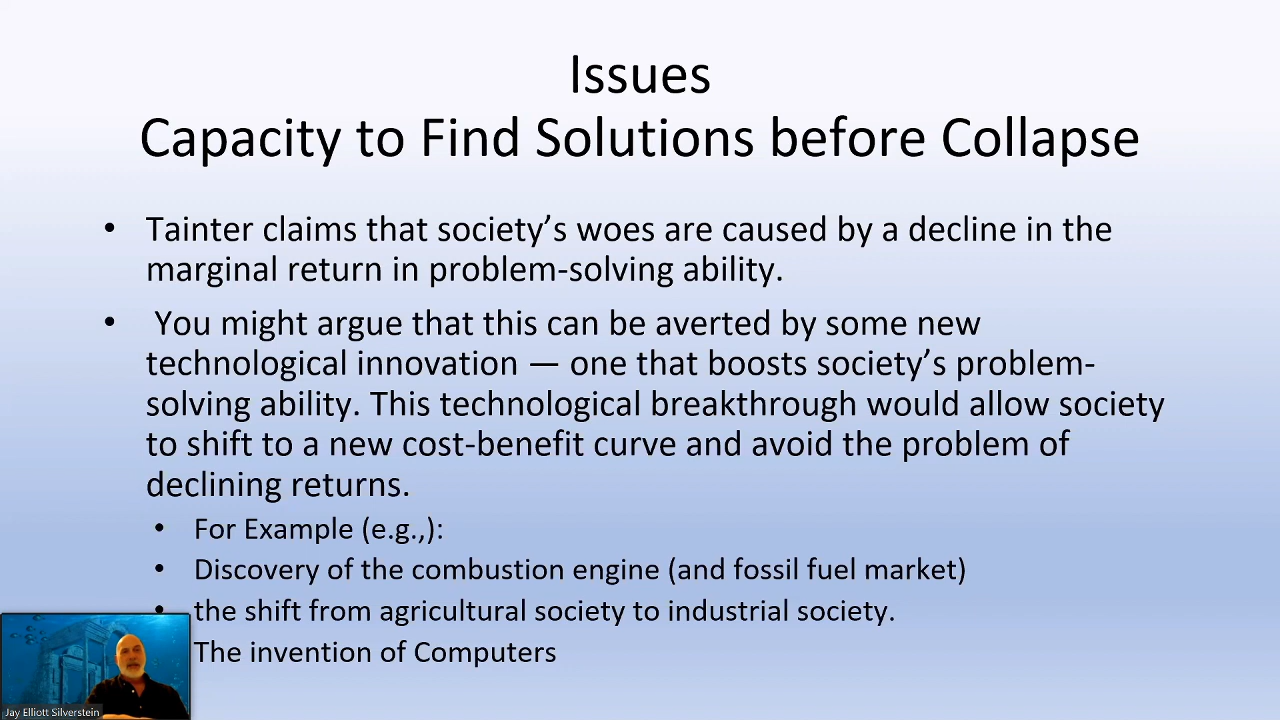 Issues
Capacity to Find Solutions before Collapse
• Tainter claims that society’s woes are caused by a decline in the
marginal return in problem-solving ability.
• You might argue that this can be averted by some new
technological innovation — one that boosts society’s problem-
solving ability. This technological breakthrough would allow society
to shift to a new cost-benefit curve and avoid the problem of
declining returns.
• For Example (e.g.,):
• Discovery of the combustion engine (and fossil fuel market)
• the shift from agricultural society to industrial society.
The invention of Computers
Jay Elliott Silverstein